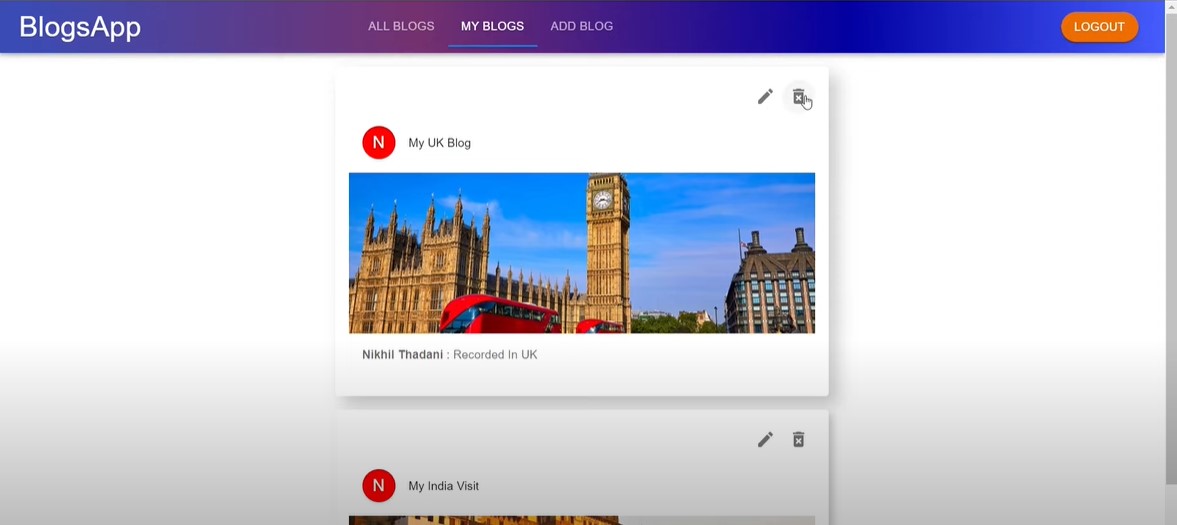 BlogsApp
ALL BLOGS
MY BLOGS
ADD BLOG
LOGOUT
N
My UK Blog
Nikhil Thadani : Recorded In UK
N
My India Visit